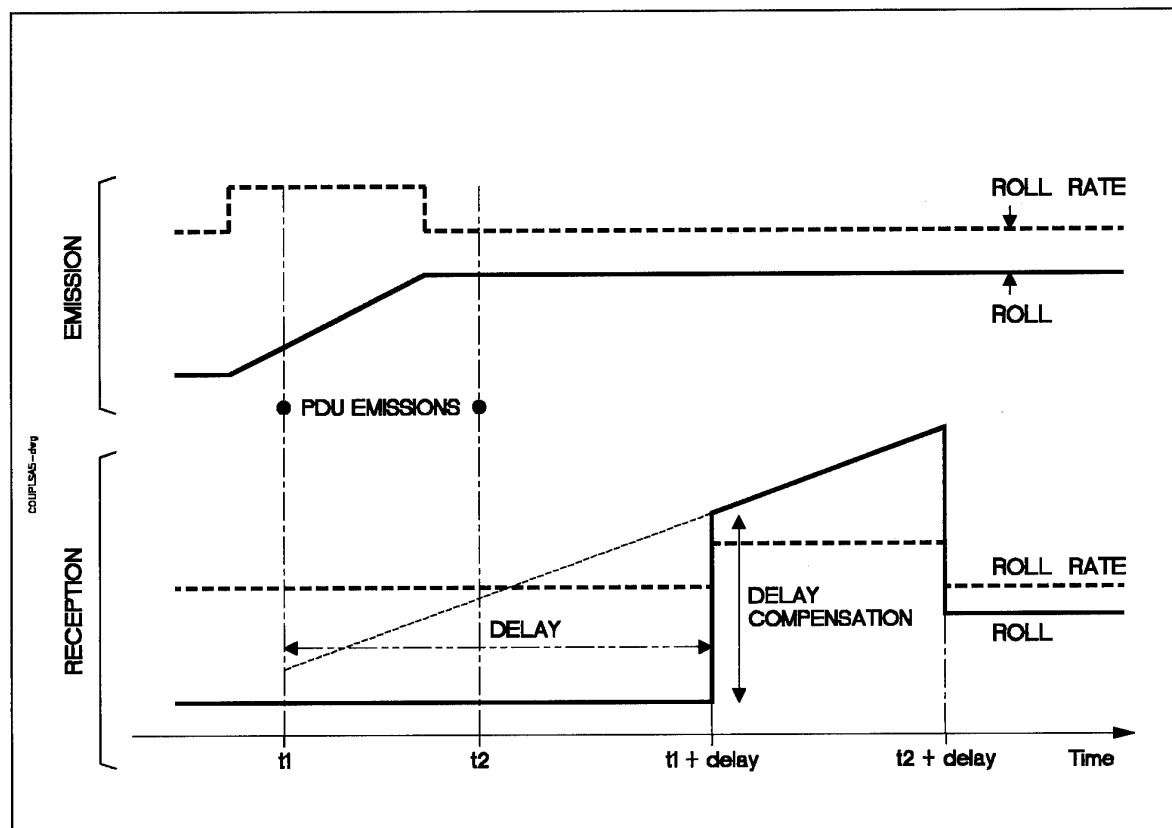 ROLL RATE
ROLL
EMISSION
PDU EMISSIONS
COUPLSA5-dwg
RECEPTION
DELAY
DELAY
COMPENSATION
ROLL RATE
ROLL
t1
t2
t1 + delay
t2 + delay
Time